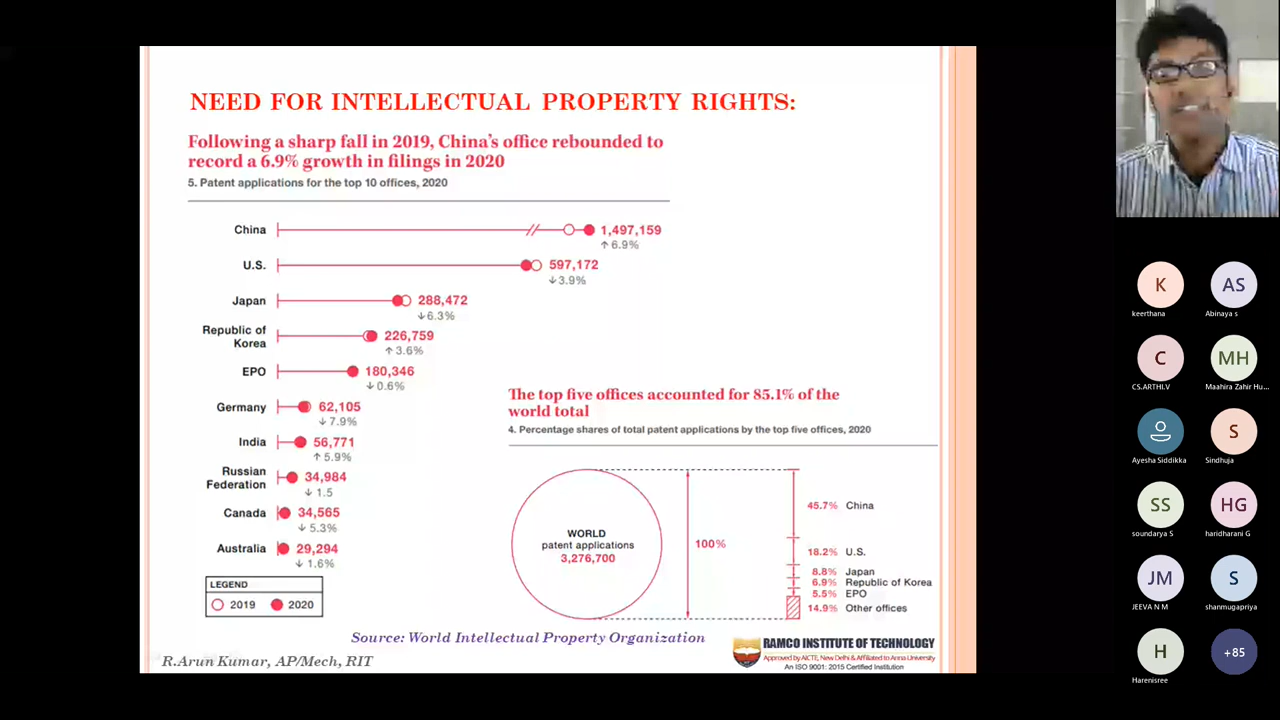 NEED FOR INTELLECTUAL PROPERTY RIGHTS:
Following a sharp fall in 2019, China's office rebounded to
record a 6.9% growth in filings in 2020
5. Patent applications for the top 10 offices, 2020
China 1,497,159
↑ 6.9%
U.S. 597,172
↓ 3.9%
Japan 288,472
↓ 6.3%
Republic of
Korea
226,759
↑ 3.6%
EPO 180,346
↓ 0.6%
Germany 62,105
↓ 7.9%
India 56,771
↑ 5.9%
Russian
Federation
34,984
↓ 1.5
Canada 34,565
↓ 5.3%
Australia 29,294
↓ 1.6%
LEGEND
2019 2020
The top five offices accounted for 85.1% of the
world total
4. Percentage shares of total patent applications by the top five offices, 2020
WORLD
patent applications
3,276,700
100%
45.7% China
18.2% U.S.
8.8% Japan
6.9% Republic of Korea
5.5% EPO
14.9% Other offices
Source: World Intellectual Property Organization
R.Arun Kumar, AP/Mech, RIT
RAMCO INSTITUTE OF TECHNOLOGY
Approved by AICTE, New Delhi & Affiliated to Anna University
An ISO 9001: 2015 Certified Institution
K AS
keerthana Abinaya s
C MH
CS.ARTHI.V Maahira Zahir Hu...
S
Ayesha Siddikka Sindhuja
SS HG
soundarya S haridharani G
JM S
JEEVA N M shanmugapriya
H +85
Harenisree